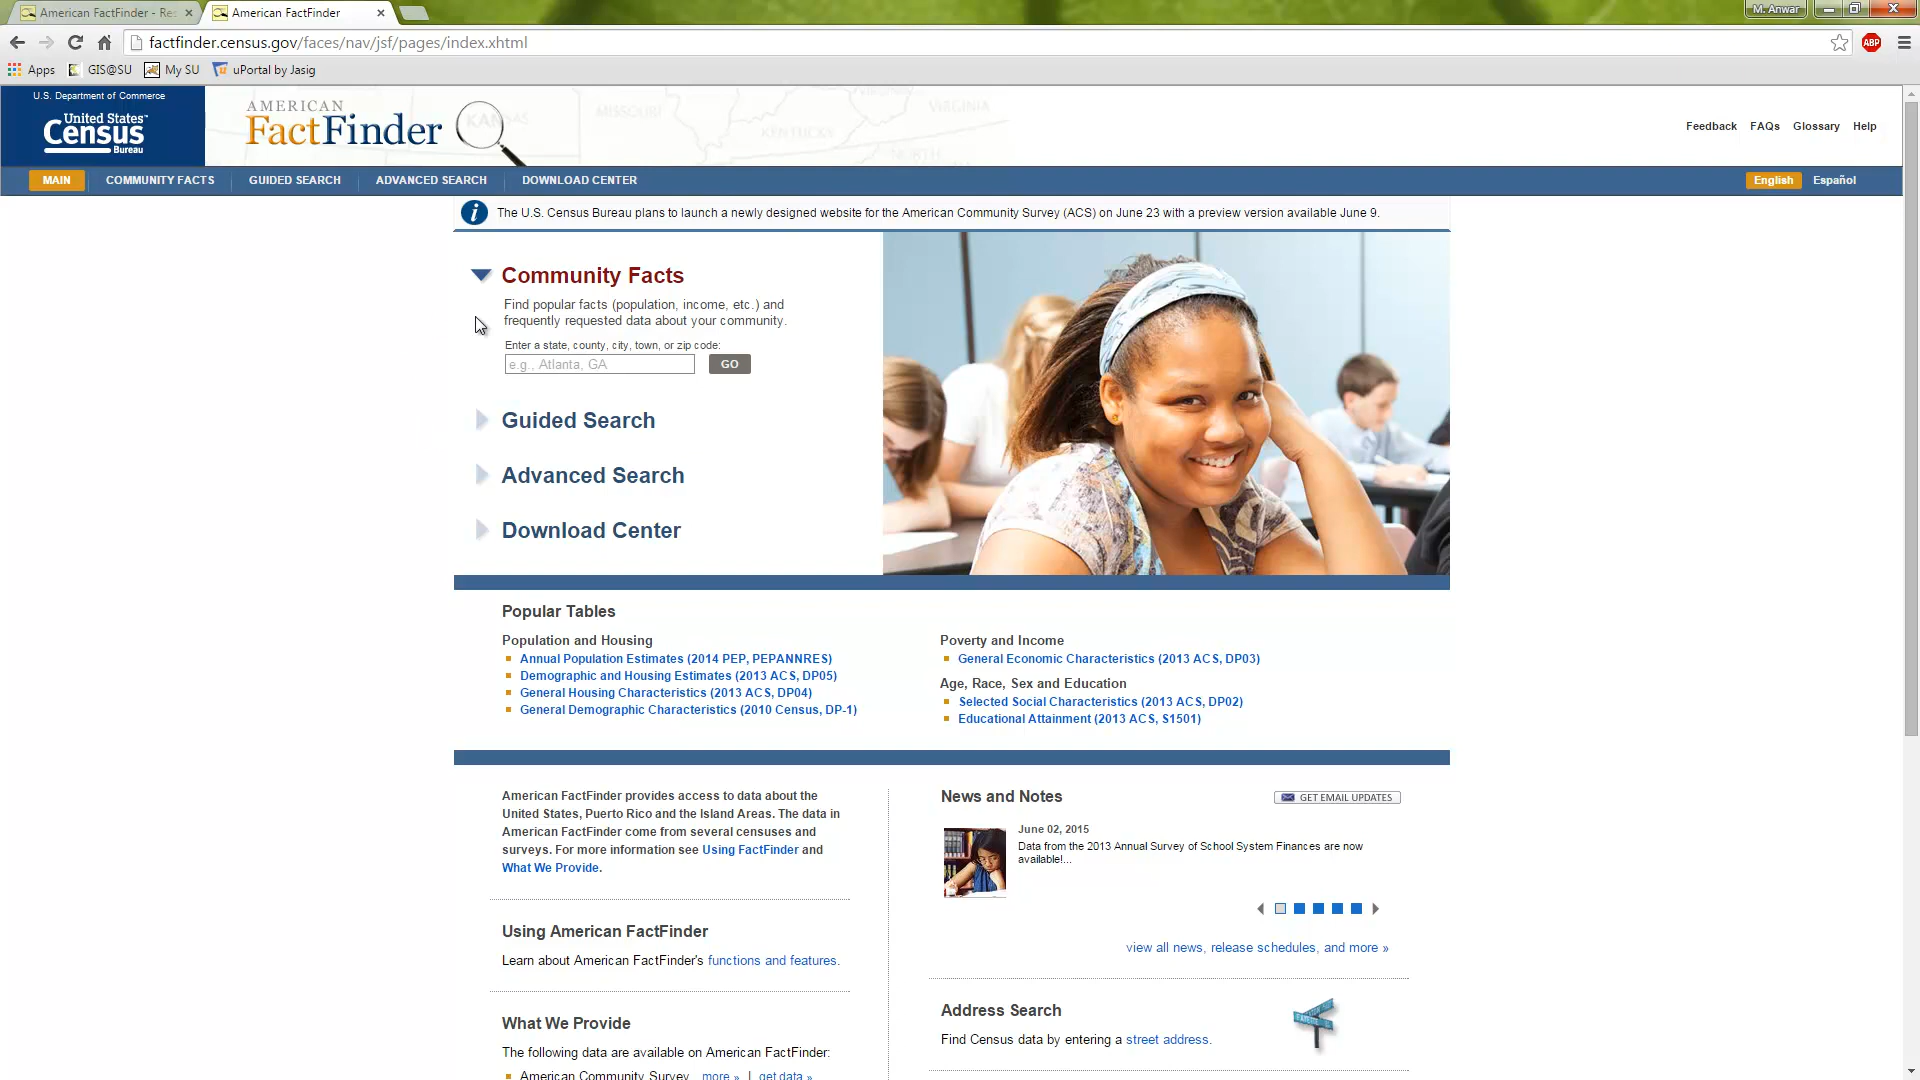 American FactFinder - Res
American FactFinder
M. Anwar
factfinder.census.gov/faces/nav/jsf/pages/index.xhtml
ABP
Apps
GIS@SU
My SU
uPortal by Jasig
U.S. Department of Commerce
United States™
Census
Bureau
AMERICAN
FactFinder
KANSAS
MISSOURI
KENTUCKY
VIRGINIA
NORTH
Feedback FAQs Glossary Help
MAIN COMMUNITY FACTS GUIDED SEARCH ADVANCED SEARCH DOWNLOAD CENTER
English Español
i The U.S. Census Bureau plans to launch a newly designed website for the American Community Survey (ACS) on June 23 with a preview version available June 9.
Community Facts
Find popular facts (population, income, etc.) and
frequently requested data about your community.
Enter a state, county, city, town, or zip code:
e.g., Atlanta, GA GO
Guided Search
Advanced Search
Download Center
Popular Tables
Population and Housing
Annual Population Estimates (2014 PEP, PEPANNRES)
Demographic and Housing Estimates (2013 ACS, DP05)
General Housing Characteristics (2013 ACS, DP04)
General Demographic Characteristics (2010 Census, DP-1)
Poverty and Income
General Economic Characteristics (2013 ACS, DP03)
Age, Race, Sex and Education
Selected Social Characteristics (2013 ACS, DP02)
Educational Attainment (2013 ACS, S1501)
American FactFinder provides access to data about the
United States, Puerto Rico and the Island Areas. The data in
American FactFinder come from several censuses and
surveys. For more information see Using FactFinder and
What We Provide.
Using American FactFinder
Learn about American FactFinder's functions and features.
What We Provide
The following data are available on American FactFinder:
American Community Survey more » | get data »
News and Notes
GET EMAIL UPDATES
June 02, 2015
Data from the 2013 Annual Survey of School System Finances are now
available!...
view all news, release schedules, and more »
Address Search
Find Census data by entering a street address.